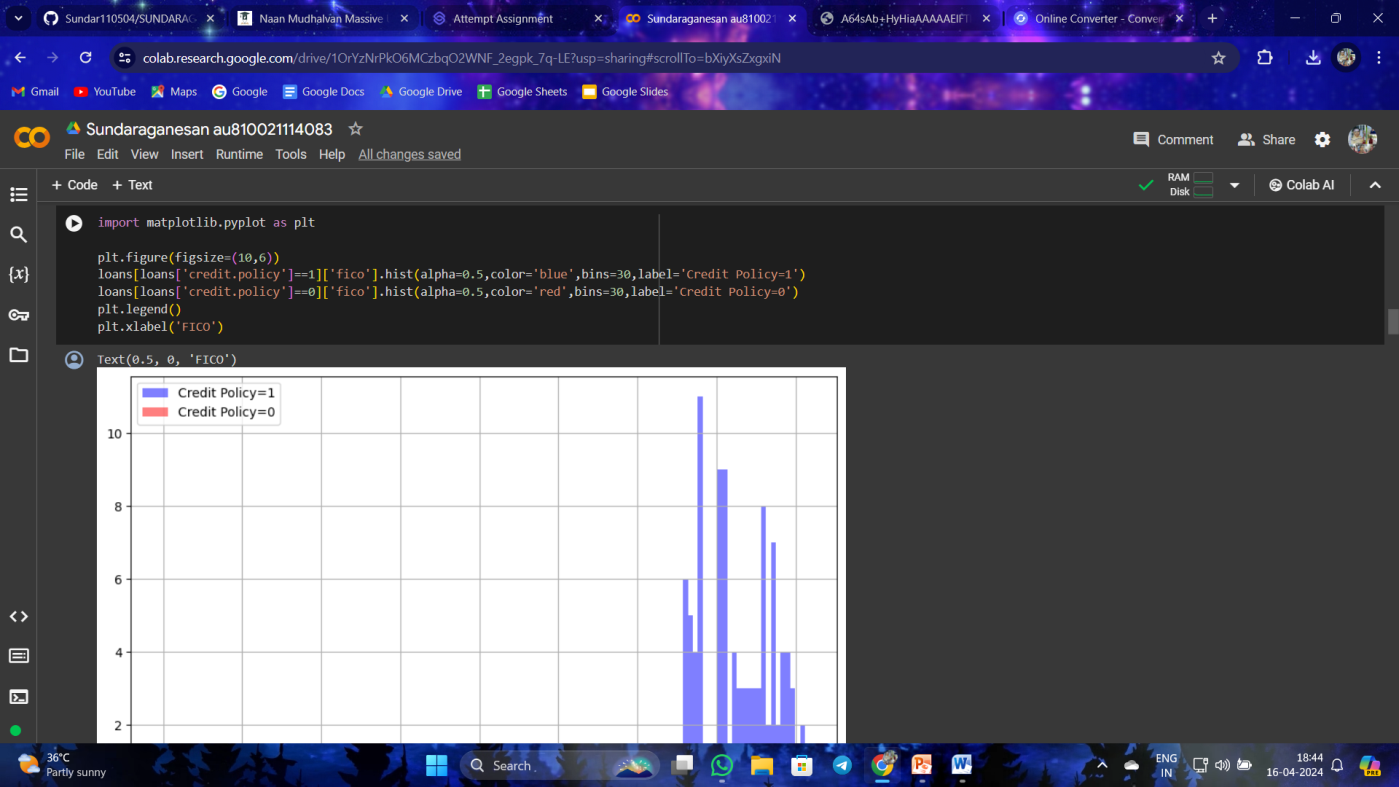 Sundar110504/SUNDARAG
Naan Mudhalvan Massive
Attempt Assignment
Sundaraganesan au810021
A64sAb+HyHiaAAAAAEIFT
Online Converter - Conver
colab.research.google.com/drive/1OrYzNrPkO6MCzbqO2WNF_2egpk_7q-LE?usp=sharing#scrollTo=bXiyXsZxgxiN
Gmail YouTube Maps Google Google Docs Google Drive Google Sheets Google Slides
Sundaraganesan au810021114083
Comment Share
File Edit View Insert Runtime Tools Help All changes saved
+ Code + Text
RAM
Disk
Colab AI
{x}
import matplotlib.pyplot as plt
plt.figure(figsize=(10,6))
loans[loans['credit.policy']==1]['fico'].hist(alpha=0.5,color='blue',bins=30,label='Credit Policy=1')
loans[loans['credit.policy']==0]['fico'].hist(alpha=0.5,color='red',bins=30,label='Credit Policy=0')
plt.legend()
plt.xlabel('FICO')
Text(0.5, 0, 'FICO')
Credit Policy=1
Credit Policy=0
10
8
6
4
2
36°C
Partly sunny
Search
ENG
IN
18:44
16-04-2024
PRE